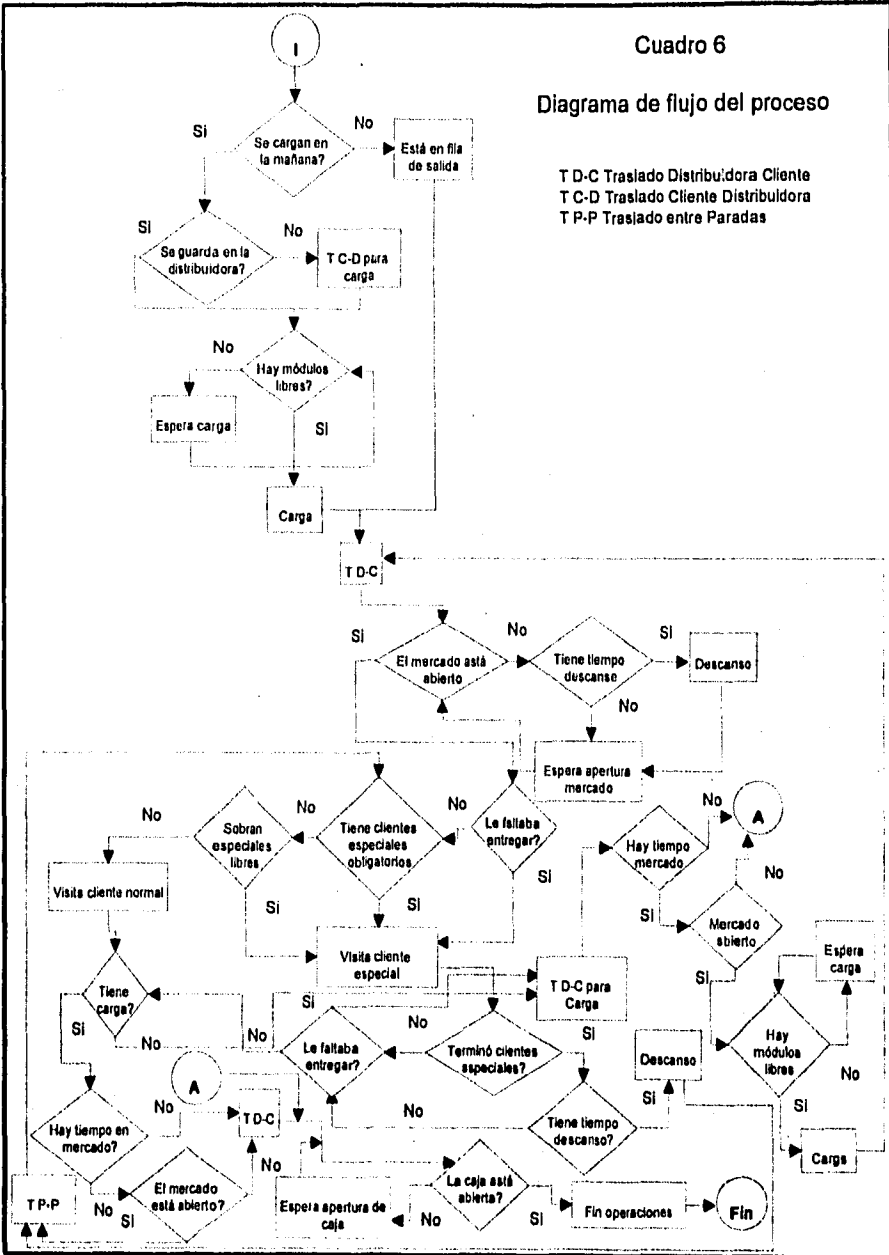 Cuadro 6
Diagrama de flujo del proceso
T D-C Traslado Distribuidora Cliente
T C-D Traslado Cliente Distribuidora
T P-P Traslado entre Paradas
I
Se cargan en
la mañana?
Si
No
Está en fila
de salida
Se guarda en la
distribuidora?
Si
No
T C-D para
carga
Hay módulos
libres?
No
Si
Espera carga
Carga
T D-C
El mercado está
abierto
Si
No
Tiene tiempo
descanse
Si
No
Descanso
Espera apertura
mercado
Le faltaba
entregar?
No
Si
Tiene clientes
especiales
obligatorios
No
Si
Sobran
especiales
libres
No
Si
Visita cliente normal
Visita cliente
especial
Hay tiempo
mercado
No
Si
A
Mercado
abierto
No
Si
Espera
carga
Hay
módulos
libres
No
Si
Carga
T D-C para
Carga
Tiene
carga?
Si
No
Le faltaba
entregar?
Si
No
Terminó clientes
especiales?
No
Si
Descanso
Tiene tiempo
descanso?
No
Si
A
Hay tiempo en
mercado?
No
No
T D-C
El mercado
está abierto?
Si
No
T P-P
Espera apertura de
caja
La caja está
abierta?
No
Si
Fin operaciones
Fin